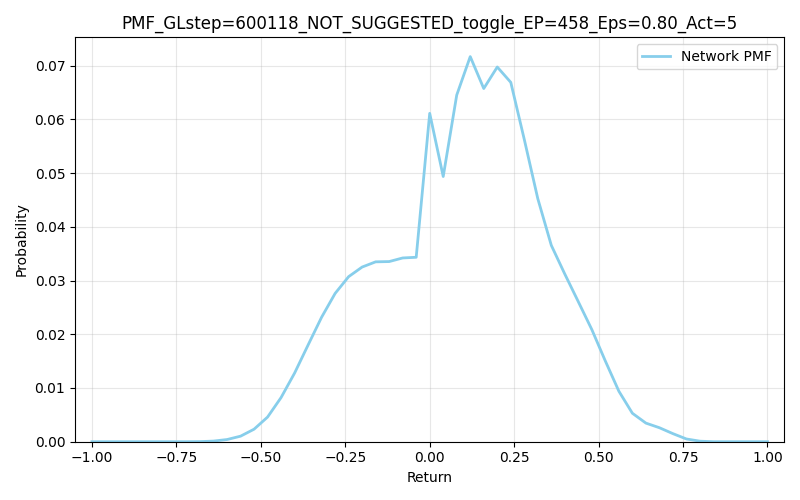 PMF_GLstep=600118_NOT_SUGGESTED_toggle_EP=458_Eps=0.80_Act=5
Network PMF
0.07
0.06
0.05
0.04
0.03
0.02
0.01
0.00
Probability
−1.00 −0.75 −0.50 −0.25 0.00 0.25 0.50 0.75 1.00
Return